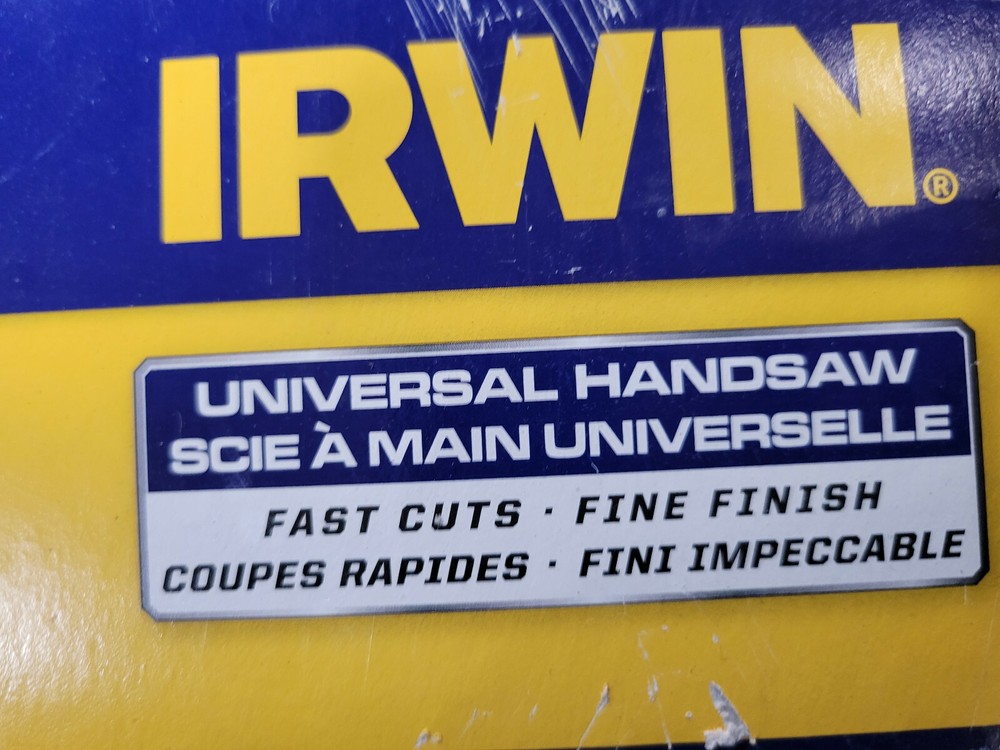 IRWIN®
UNIVERSAL HANDSAW
SCIE À MAIN UNIVERSELLE
FAST CUTS · FINE FINISH
COUPES RAPIDES · FINI IMPECCABLE